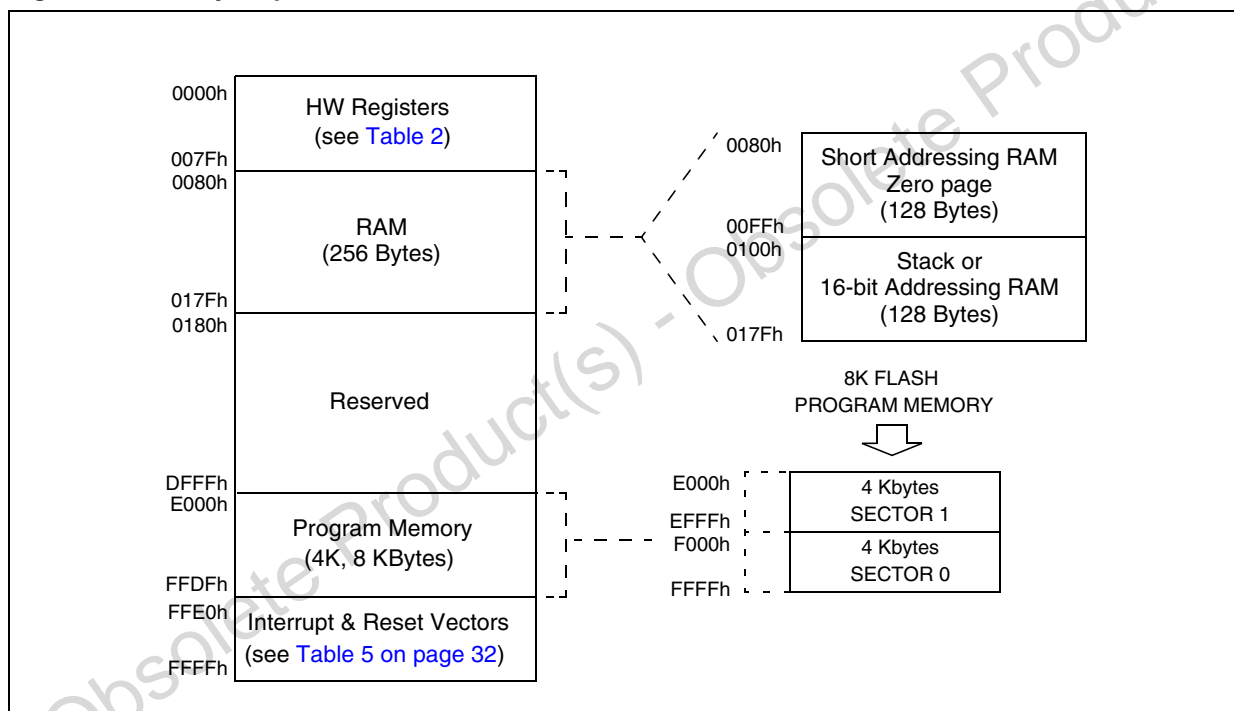 0000h
HW Registers
(see Table 2)
007Fh
0080h
RAM
(256 Bytes)
017Fh
0180h
Reserved
DFFFh
E000h
Program Memory
(4K, 8 KBytes)
FFDFh
FFE0h
Interrupt & Reset Vectors
(see Table 5 on page 32)
FFFFh
0080h
Short Addressing RAM
Zero page
(128 Bytes)
00FFh
0100h
Stack or
16-bit Addressing RAM
(128 Bytes)
017Fh
8K FLASH
PROGRAM MEMORY
E000h
4 Kbytes
SECTOR 1
EFFFh
F000h
4 Kbytes
SECTOR 0
FFFFh
Obsolete Product(s) - Obsolete Produ